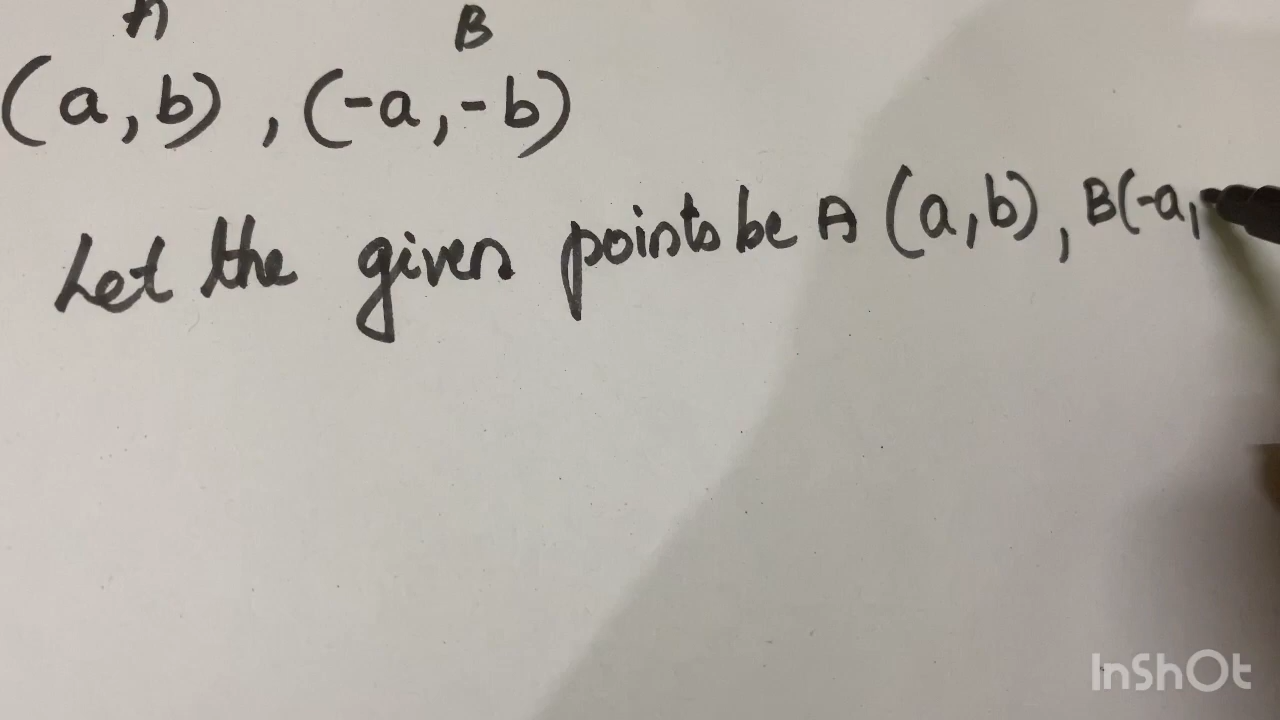 A B
(a, b) , (-a, -b)
Let the given points be A (a, b) , B(-a,
InShOt